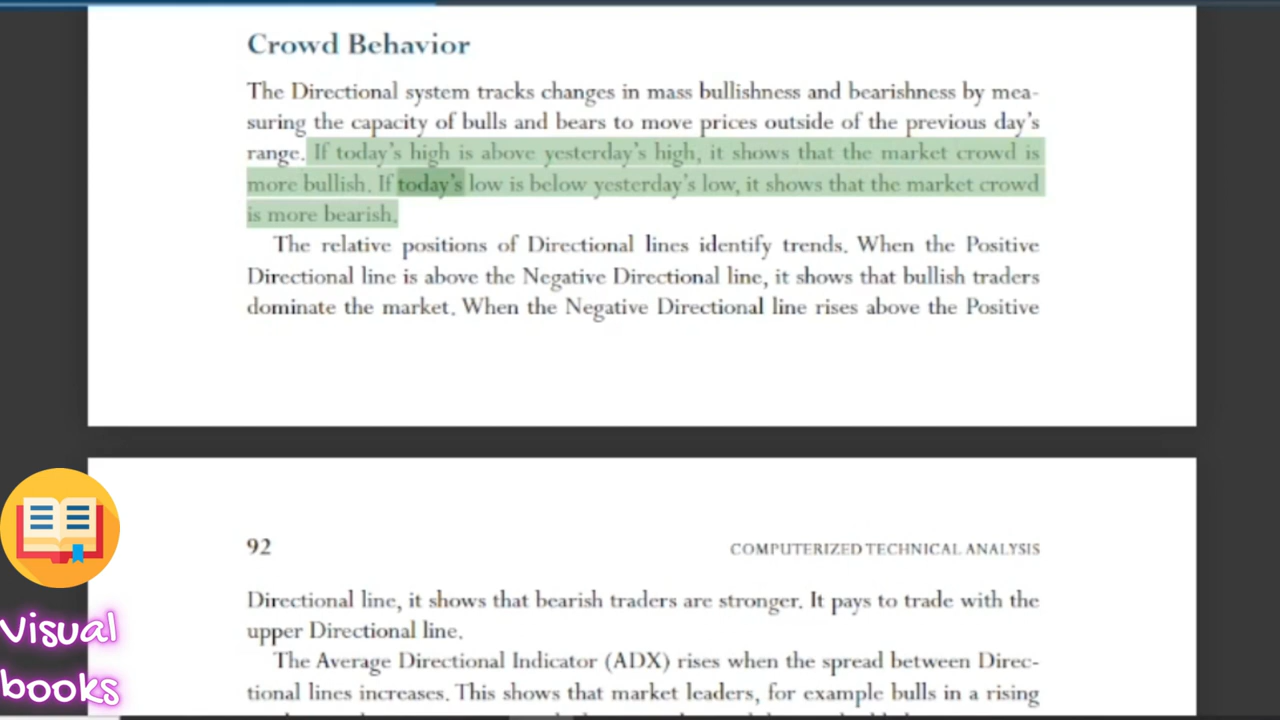 Crowd Behavior
The Directional system tracks changes in mass bullishness and bearishness by mea-
suring the capacity of bulls and bears to move prices outside of the previous day's
range. If today's high is above yesterday's high, it shows that the market crowd is
more bullish. If today's low is below yesterday's low, it shows that the market crowd
is more bearish.
The relative positions of Directional lines identify trends. When the Positive
Directional line is above the Negative Directional line, it shows that bullish traders
dominate the market. When the Negative Directional line rises above the Positive
92 COMPUTERIZED TECHNICAL ANALYSIS
Directional line, it shows that bearish traders are stronger. It pays to trade with the
upper Directional line.
The Average Directional Indicator (ADX) rises when the spread between Direc-
tional lines increases. This shows that market leaders, for example bulls in a rising
Visual
books